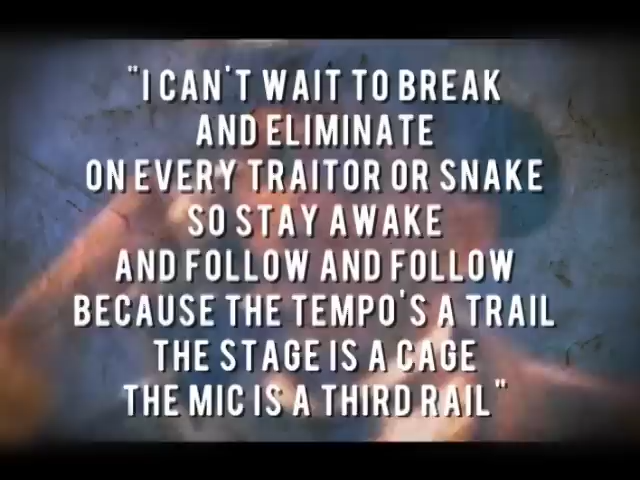 "I CAN'T WAIT TO BREAK
AND ELIMINATE
ON EVERY TRAITOR OR SNAKE
SO STAY AWAKE
AND FOLLOW AND FOLLOW
BECAUSE THE TEMPO'S A TRAIL
THE STAGE IS A CAGE
THE MIC IS A THIRD RAIL"